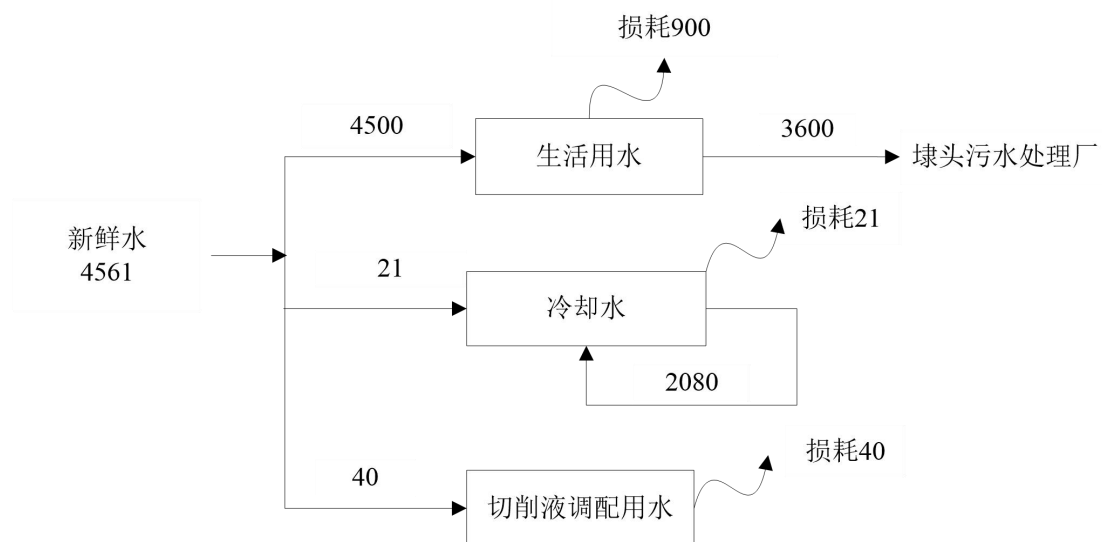 损耗900
4500
生活用水
3600
埭头污水处理厂
新鲜水
4561
21
冷却水
损耗21
2080
40
切削液调配用水
损耗40